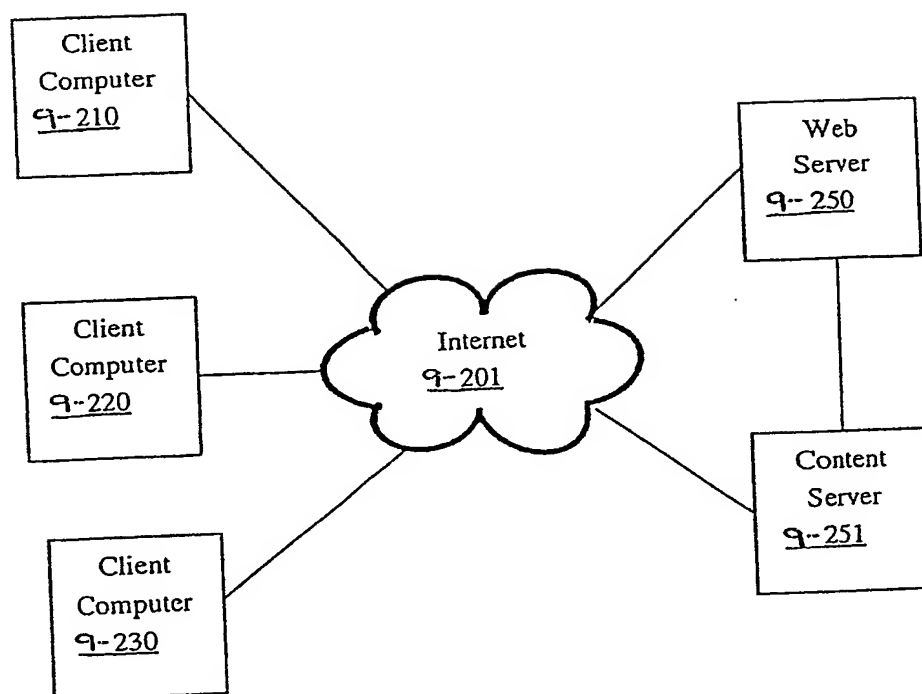 Client
Computer
9-210
Client
Computer
9-220
Client
Computer
9-230
Internet
9-201
Web
Server
9-250
Content
Server
9-251